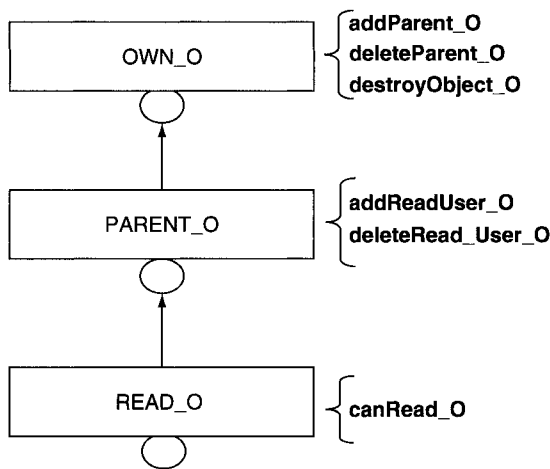 addParent_O
OWN_O
deleteParent_O
destroyObject_O
addReadUser_O
PARENT_O
deleteRead_User_O
READ_O
canRead_O